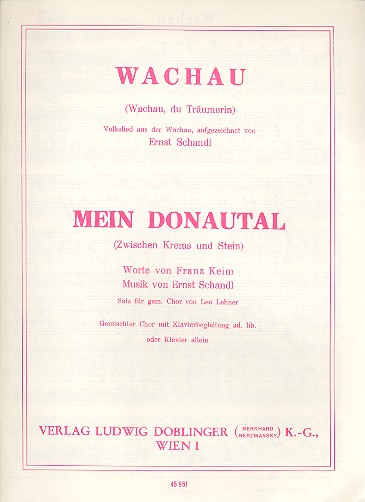 WACHAU
(Wachau, du Träumerin)
Volkslied aus der Wachau, aufgezeichnet von
Ernst Schandl
MEIN DONAUTAL
(Zwischen Krems und Stein)
Worte von Franz Keim
Musik von Ernst Schandl
Satz für gem. Chor von Leo Lehner
Gemischter Chor mit Klavierbegleitung ad. lib.
oder Klavier allein
VERLAG LUDWIG DOBLINGER (BERNHARD HERZMANSKY) K.-G.,
WIEN I
45 951